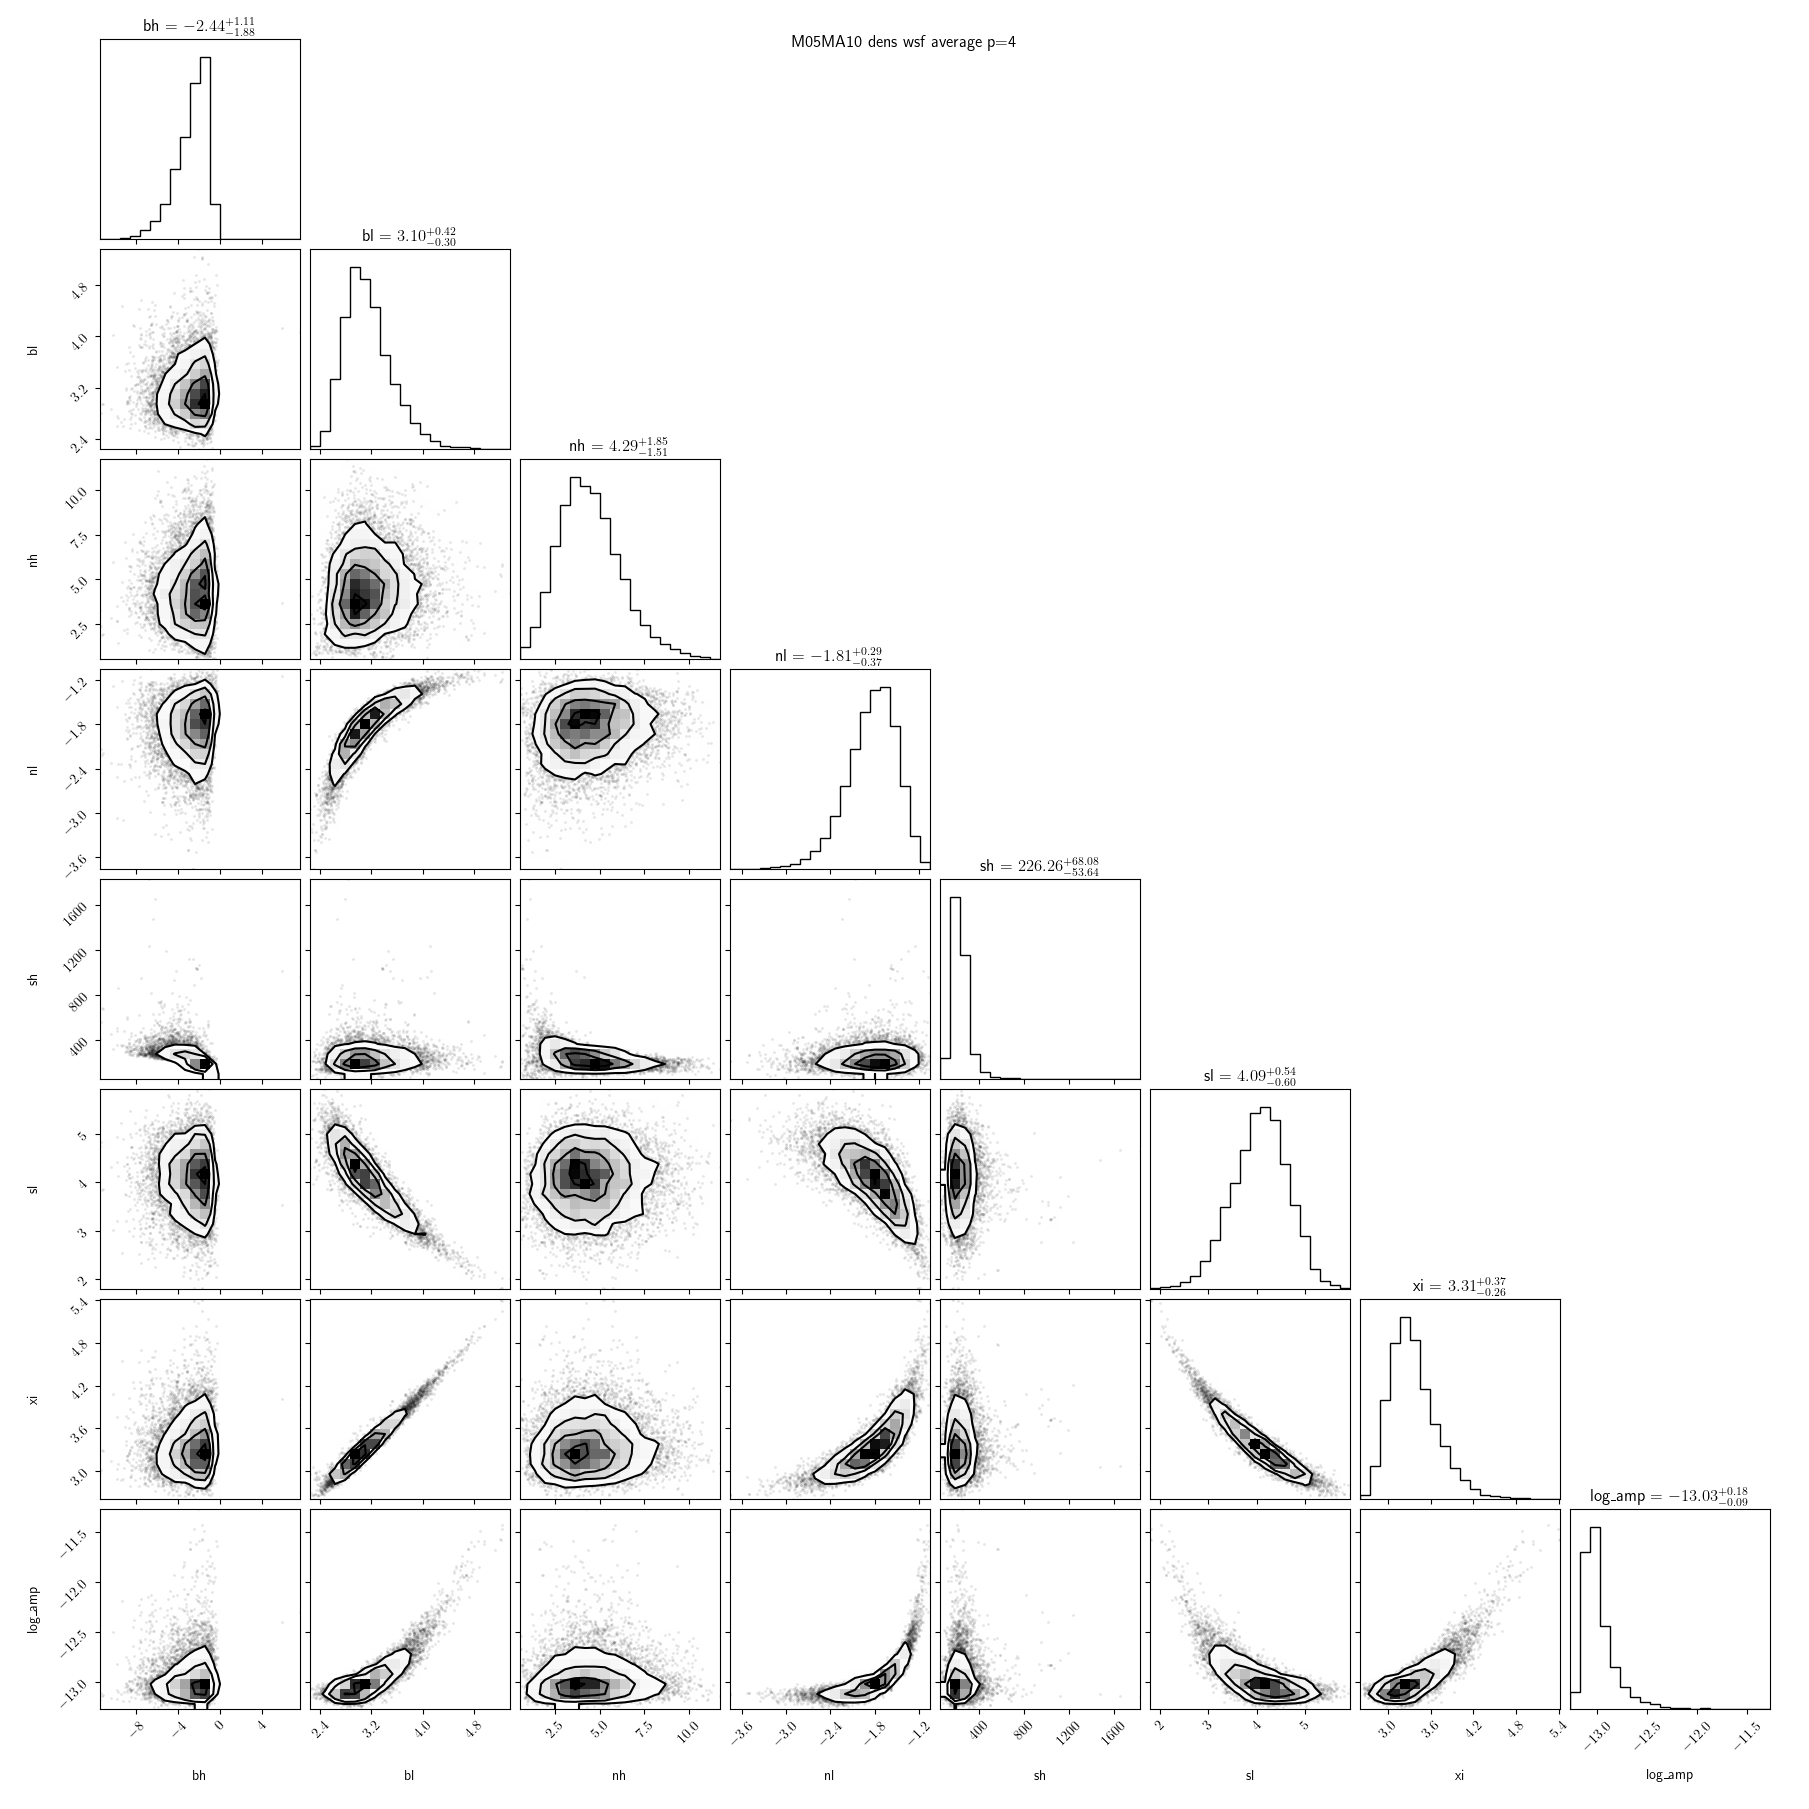 bh = −2.44 +1.11 −1.88
M05MA10 dens wsf average p=4
bl = 3.10 +0.42 −0.30
4.8
4.0
3.2
2.4
bl
nh = 4.29 +1.85 −1.51
10.0
7.5
5.0
2.5
nh
nl = −1.81 +0.29 −0.37
−1.2
−1.8
−2.4
−3.0
−3.6
nl
sh = 226.26 +68.08 −53.64
1600
1200
800
400
sh
sl = 4.09 +0.54 −0.60
5
4
3
2
sl
xi = 3.31 +0.37 −0.26
5.4
4.8
4.2
3.6
3.0
xi
log_amp = −13.03 +0.18 −0.09
−11.5
−12.0
−12.5
−13.0
log_amp
−8 −4 0 4 2.4 3.2 4.0 4.8 2.5 5.0 7.5 10.0 −3.6 −3.0 −2.4 −1.8 −1.2 400 800 1200 1600 2 3 4 5 3.0 3.6 4.2 4.8 5.4 −13.0 −12.5 −12.0 −11.5
bh bl nh nl sh sl xi log_amp